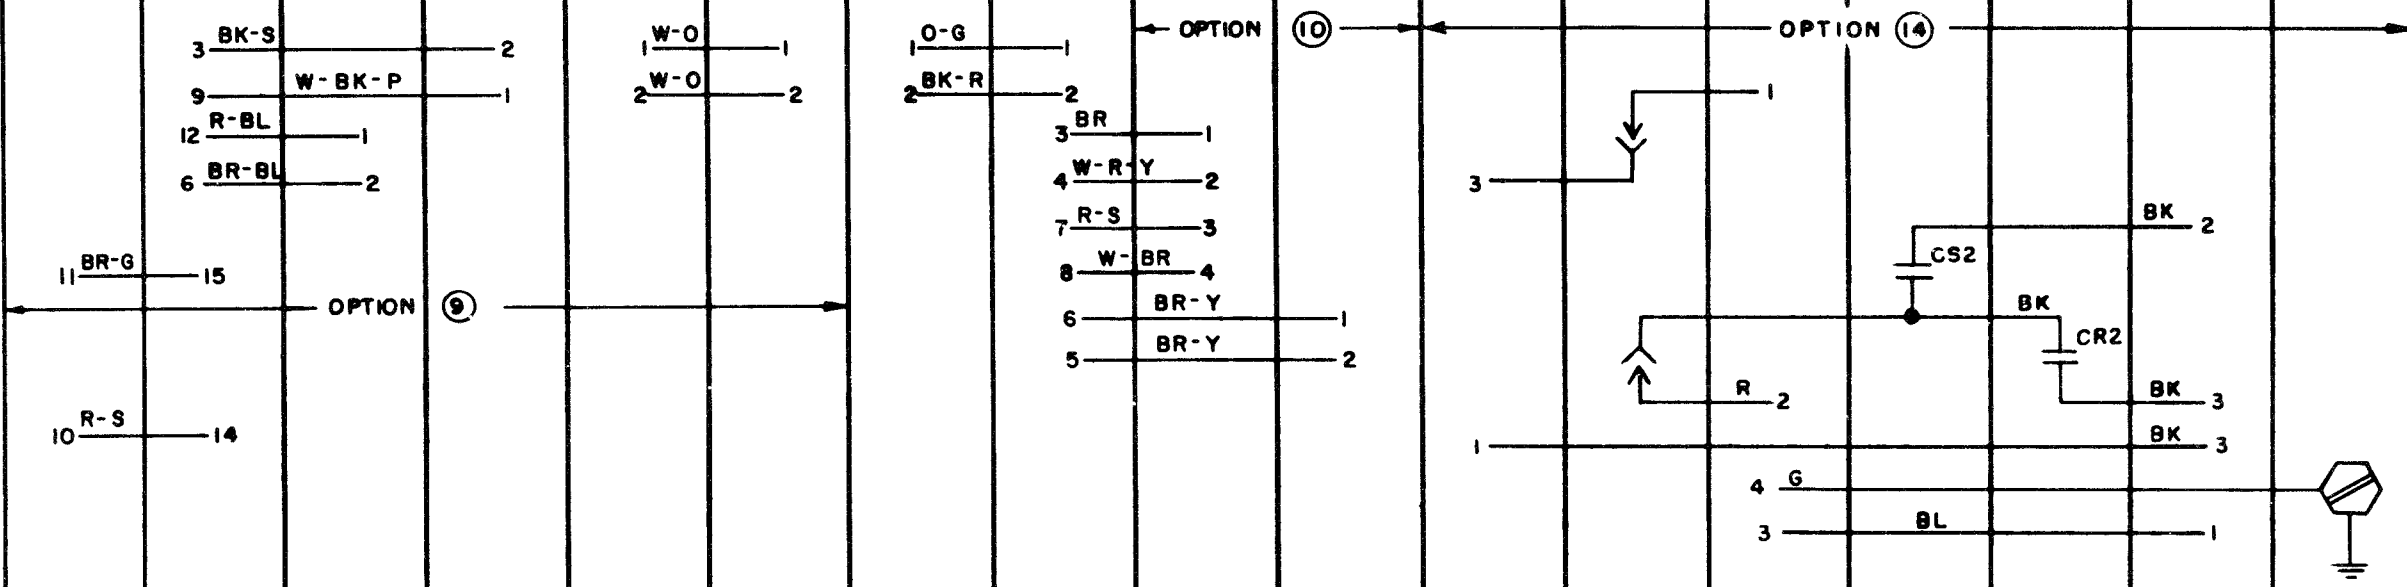 OPTION 10 OPTION 14
3 BK-S 2 1 W-O 1 1 O-G 1
9 W-BK-P 1 2 W-O 2 2 BK-R 2 1
12 R-BL 1 3 BR 1
6 BR-BL 2 4 W-R-Y 2 3
7 R-S 3 BK 2
11 BR-G 15 8 W-BR 4 CS2
OPTION 9 6 BR-Y 1 BK
5 BR-Y 2 CR2
R 2 BK 3
10 R-S 14 1 BK 3
4 G
3 BL 1